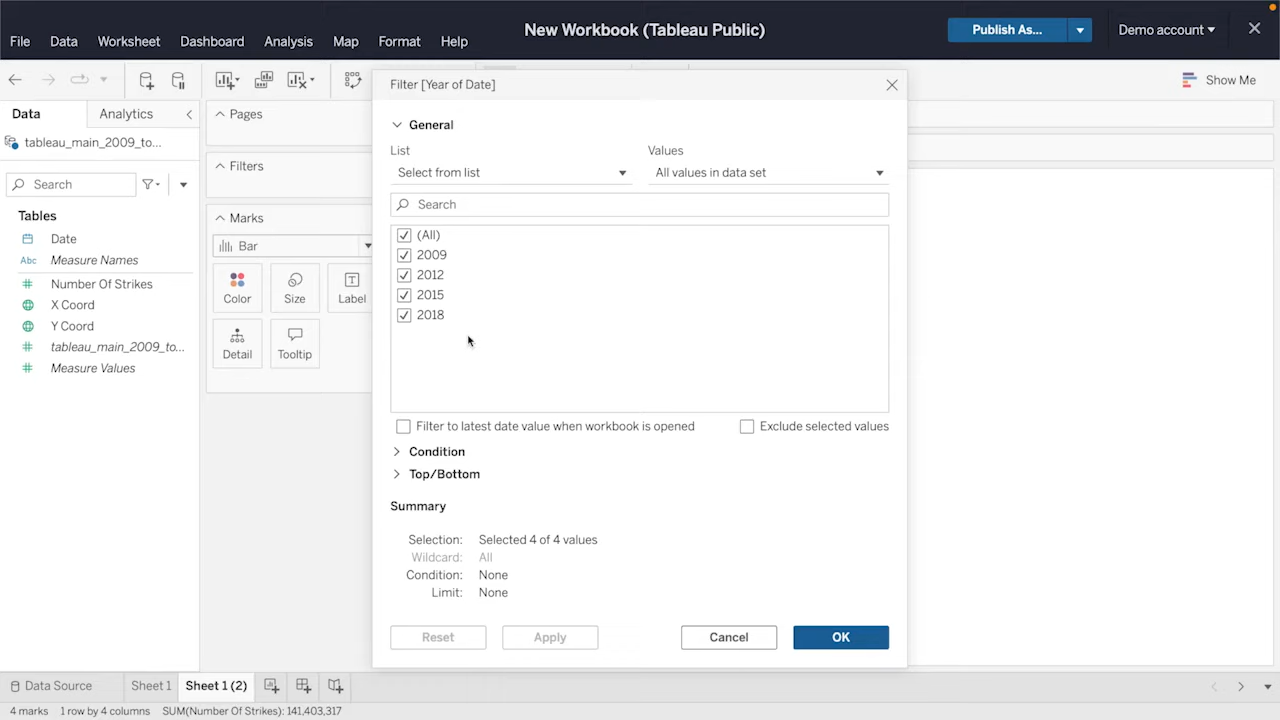 New Workbook (Tableau Public)
Publish As...
Demo account
File Data Worksheet Dashboard Analysis Map Format Help
Show Me
Data Analytics
tableau_main_2009_to...
Search
Tables
Date
Abc Measure Names
Number Of Strikes
X Coord
Y Coord
tableau_main_2009_to...
Measure Values
Pages
Filters
Marks
Bar
Color Size Label
Detail Tooltip
Filter [Year of Date]
General
List Values
Select from list All values in data set
Search
(All)
2009
2012
2015
2018
Filter to latest date value when workbook is opened Exclude selected values
Condition
Top/Bottom
Summary
Selection: Selected 4 of 4 values
Wildcard: All
Condition: None
Limit: None
Reset Apply Cancel OK
Data Source Sheet 1 Sheet 1 (2)
4 marks 1 row by 4 columns SUM(Number Of Strikes): 141,403,317